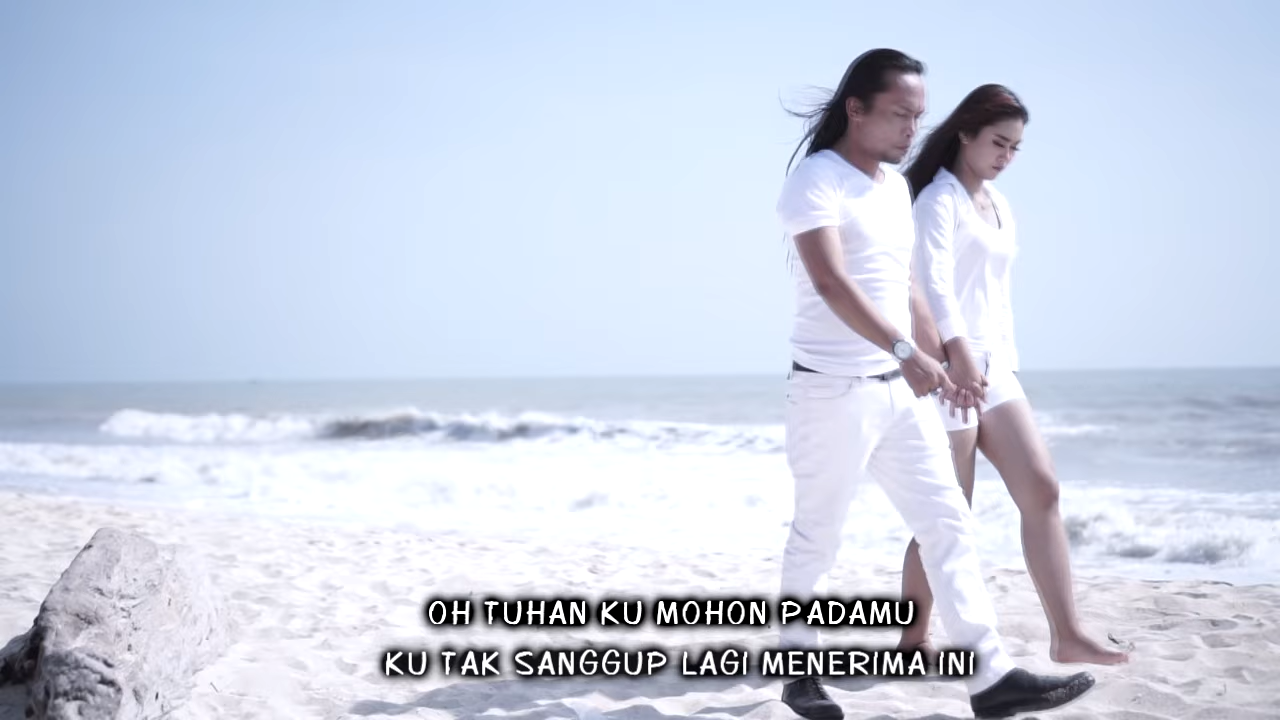 OH TUHAN KU MOHON PADAMU
KU TAK SANGGUP LAGI MENERIMA INI